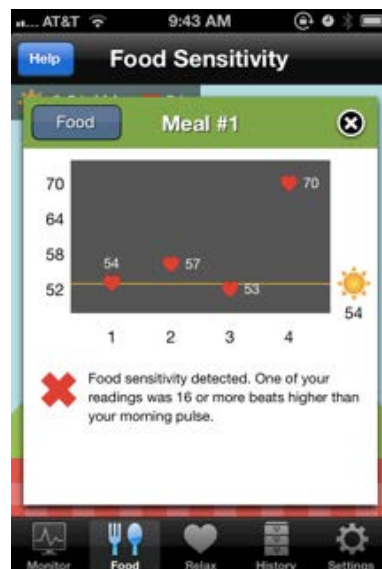 AT&T 9:43 AM
Help Food Sensitivity
Food Meal #1
70 70
64
58 54 57
52 53
54
1 2 3 4
Food sensitivity detected. One of your
readings was 16 or more beats higher than
your morning pulse.
Monitor Food Relax History Settings